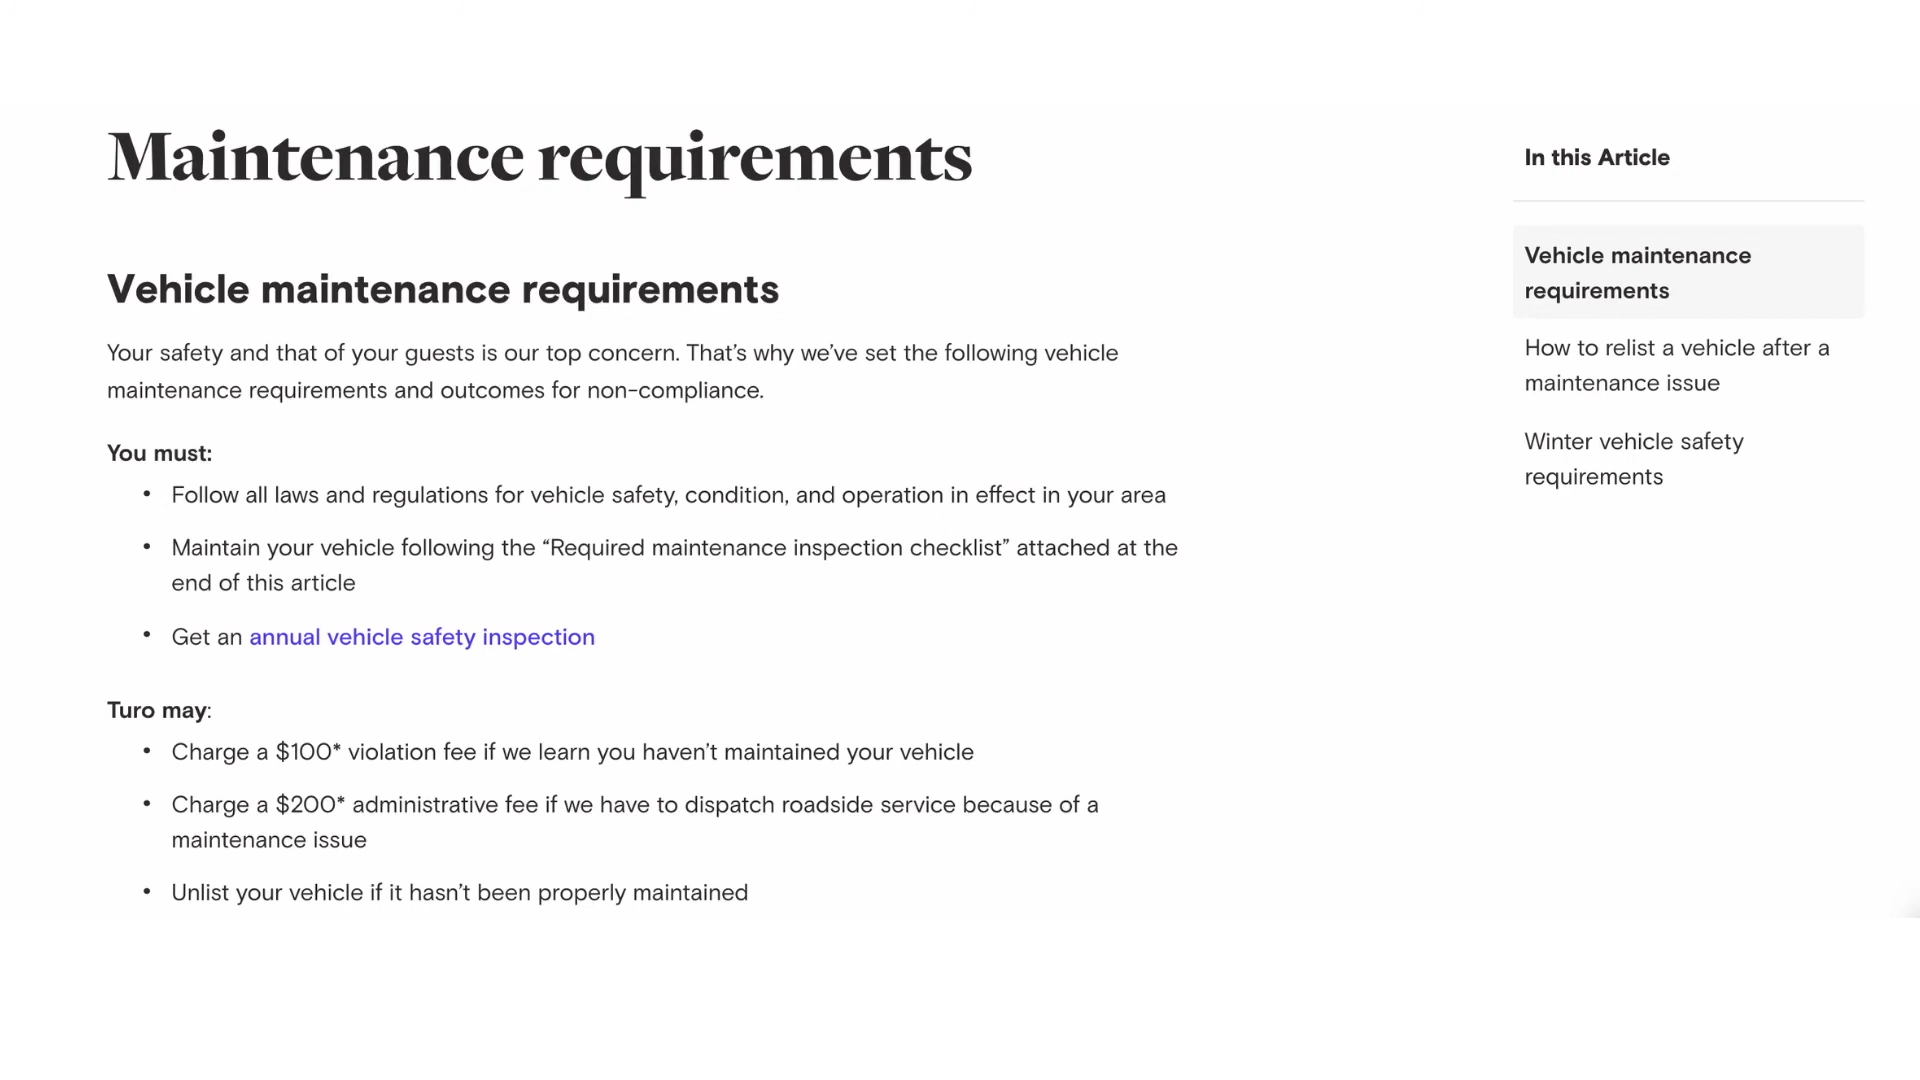 Maintenance requirements
Vehicle maintenance requirements
Your safety and that of your guests is our top concern. That’s why we’ve set the following vehicle
maintenance requirements and outcomes for non-compliance.
You must:
• Follow all laws and regulations for vehicle safety, condition, and operation in effect in your area
• Maintain your vehicle following the “Required maintenance inspection checklist” attached at the
end of this article
• Get an annual vehicle safety inspection
Turo may:
• Charge a $100* violation fee if we learn you haven’t maintained your vehicle
• Charge a $200* administrative fee if we have to dispatch roadside service because of a
maintenance issue
• Unlist your vehicle if it hasn’t been properly maintained
In this Article
Vehicle maintenance
requirements
How to relist a vehicle after a
maintenance issue
Winter vehicle safety
requirements